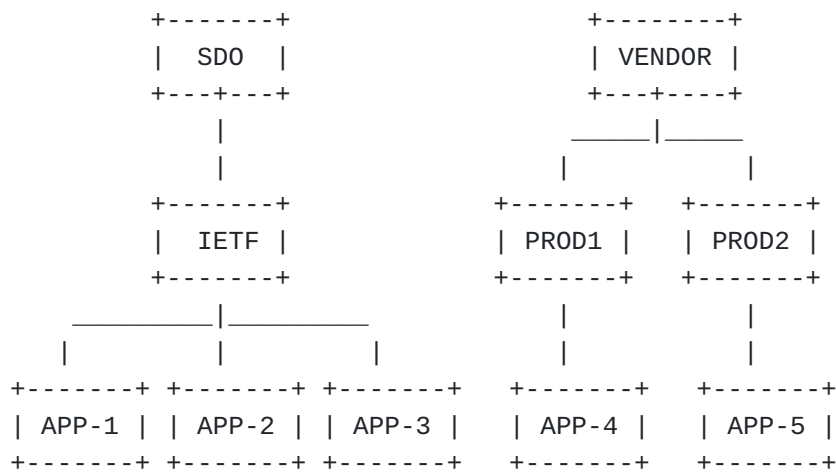 SDO VENDOR
IETF PROD1 PROD2
APP-1 APP-2 APP-3 APP-4 APP-5